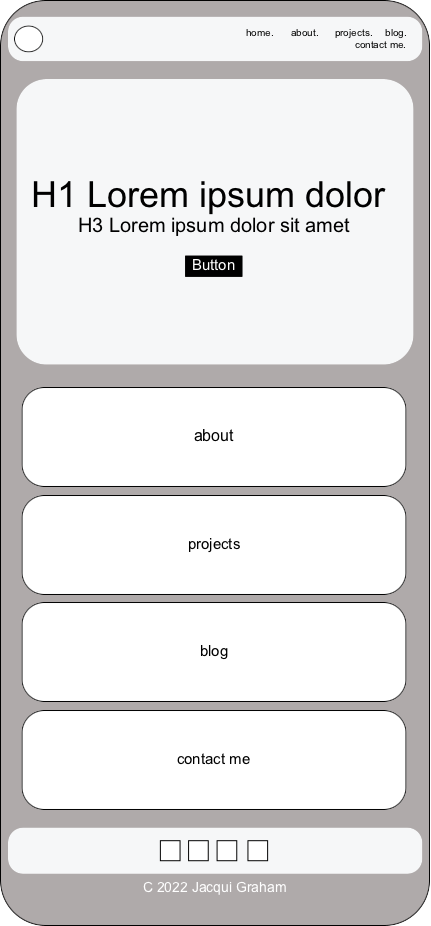 home. about. projects. blog.
contact me.
H1 Lorem ipsum dolor
H3 Lorem ipsum dolor sit amet
Button
about
projects
blog
contact me
C 2022 Jacqui Graham